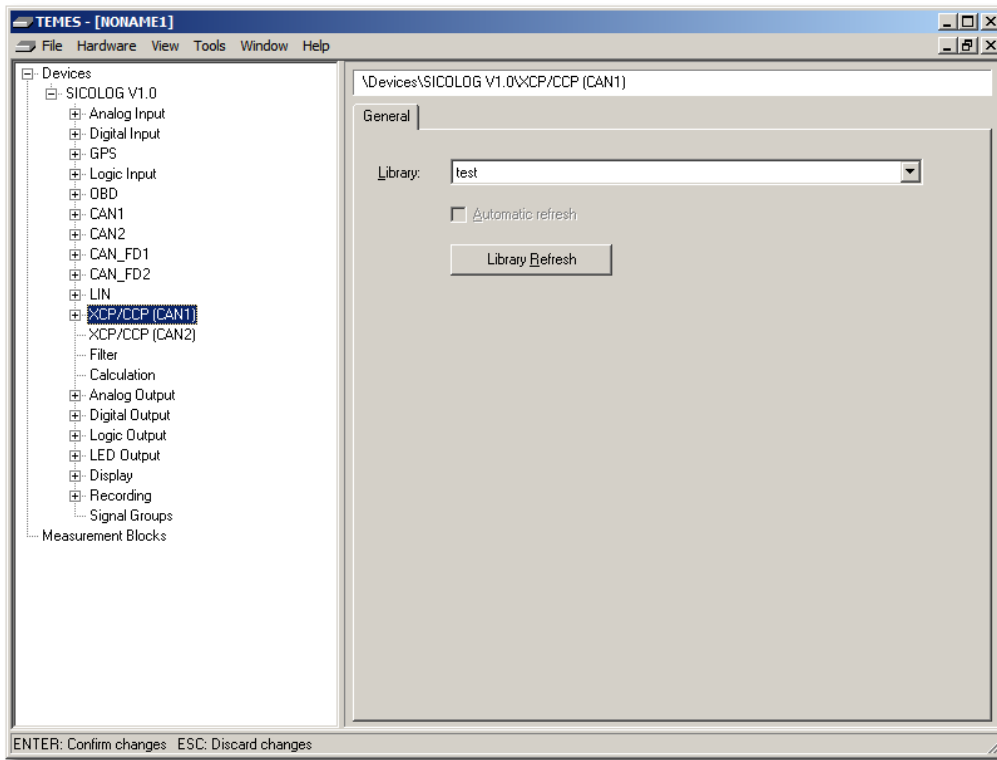 TEMES - [NONAME1]
File Hardware View Tools Window Help
Devices
SICOLOG V1.0
Analog Input
Digital Input
GPS
Logic Input
OBD
CAN1
CAN2
CAN_FD1
CAN_FD2
LIN
XCP/CCP (CAN1)
XCP/CCP (CAN2)
Filter
Calculation
Analog Output
Digital Output
Logic Output
LED Output
Display
Recording
Signal Groups
Measurement Blocks
\Devices\SICOLOG V1.0\XCP/CCP (CAN1)
General
Library: test
Automatic refresh
Library Refresh
ENTER: Confirm changes ESC: Discard changes